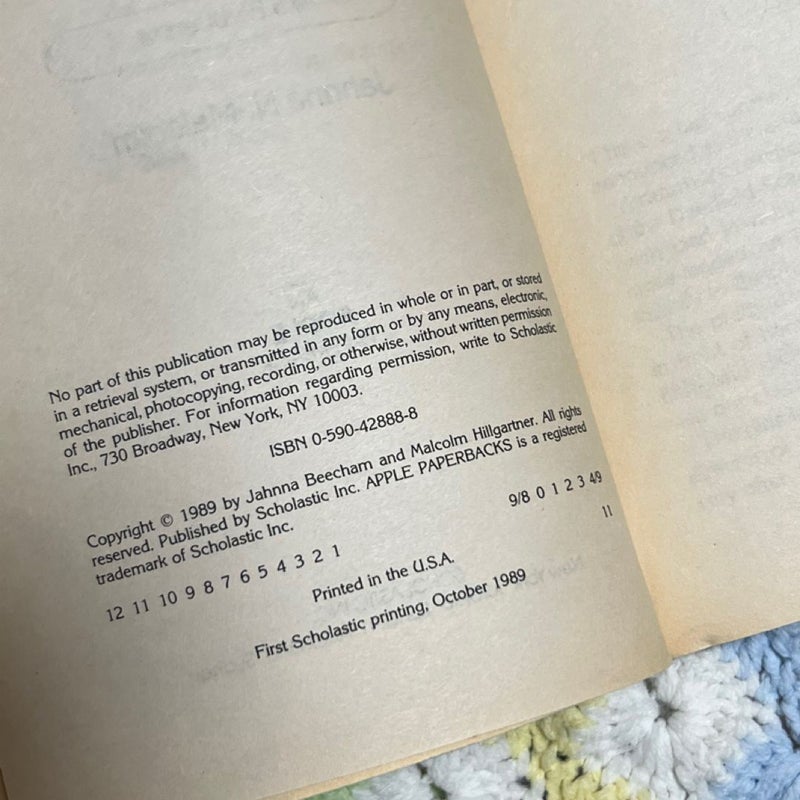 No part of this publication may be reproduced in whole or in part, or stored
in a retrieval system, or transmitted in any form or by any means, electronic,
mechanical, photocopying, recording, or otherwise, without written permission
of the publisher. For information regarding permission, write to Scholastic
Inc., 730 Broadway, New York, NY 10003.
ISBN 0-590-42888-8
Copyright © 1989 by Jahnna Beecham and Malcolm Hillgartner. All rights
reserved. Published by Scholastic Inc. APPLE PAPERBACKS is a registered
trademark of Scholastic Inc.
12 11 10 9 8 7 6 5 4 3 2 1
9/8 0 1 2 3 4/9
Printed in the U.S.A.
11
First Scholastic printing, October 1989